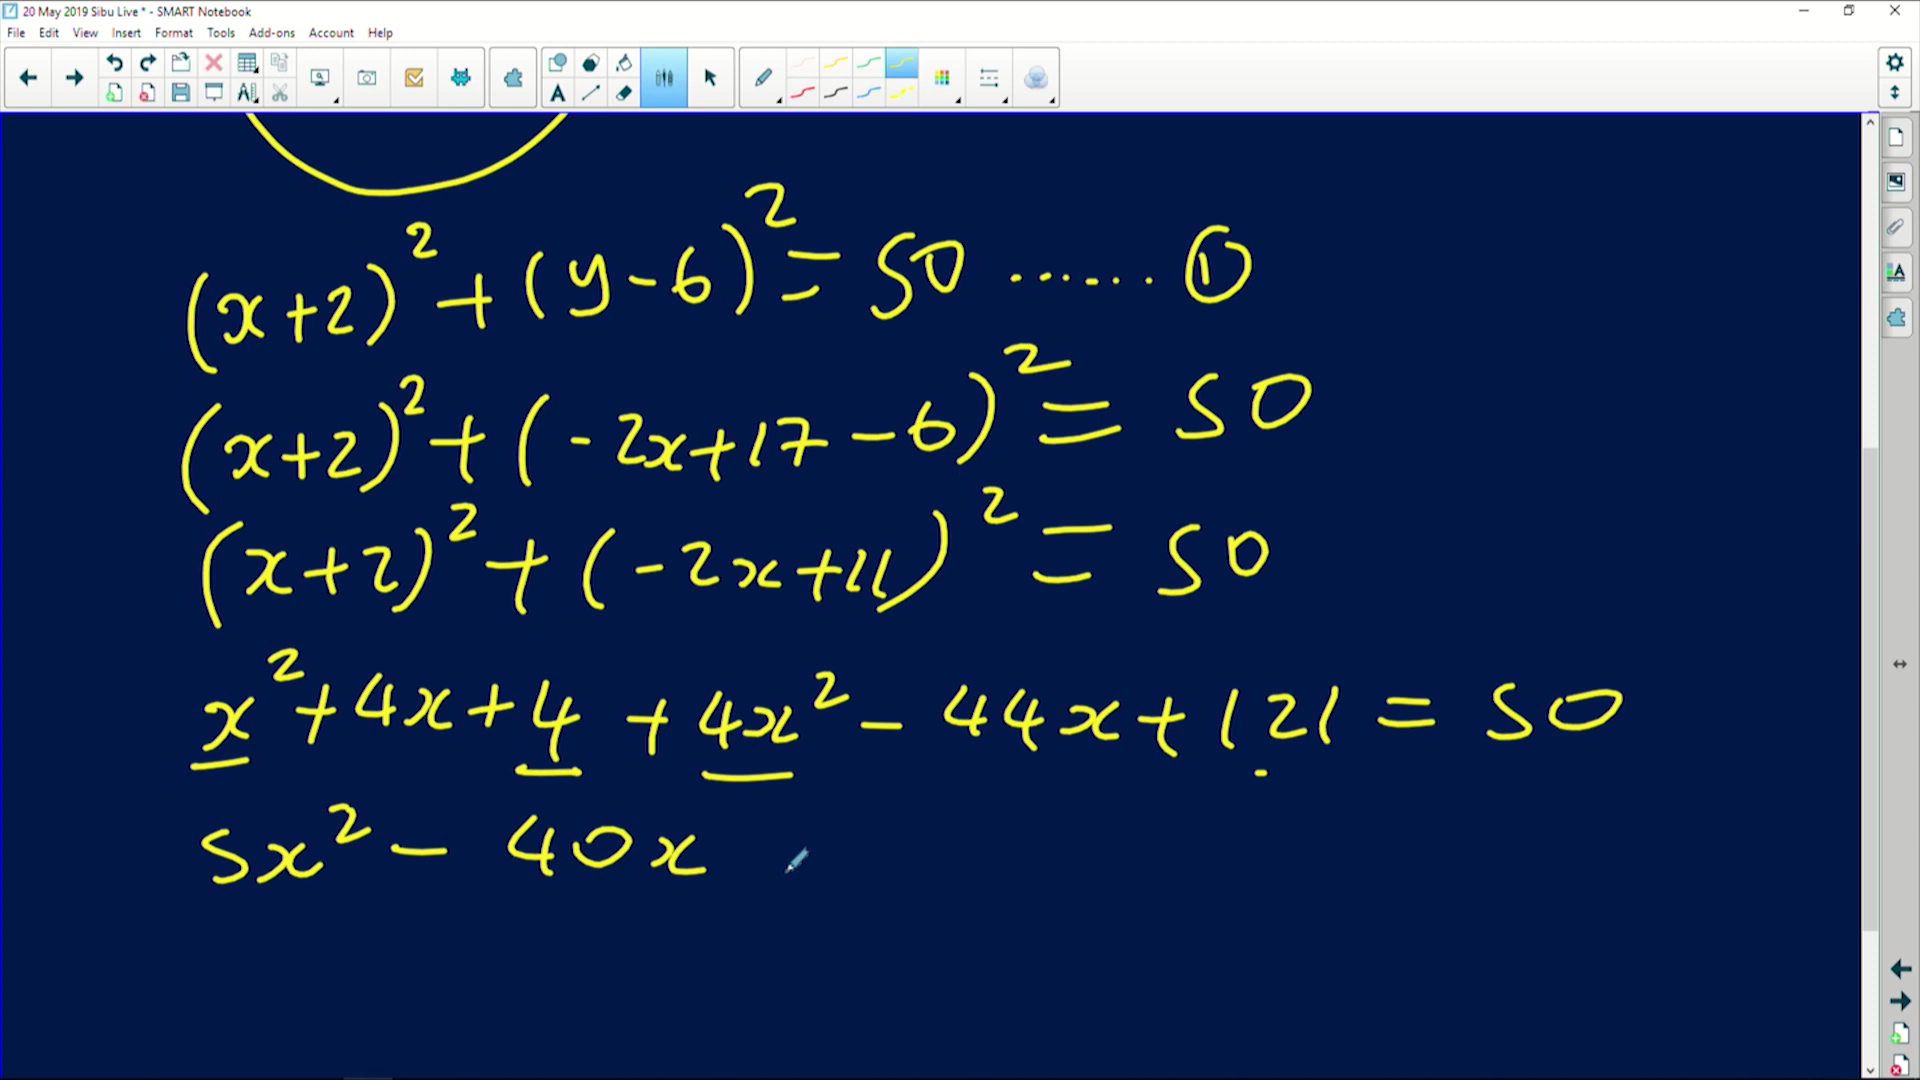 20 May 2019 Sibu Live * - SMART Notebook
File Edit View Insert Format Tools Add-ons Account Help
(x+2)² + (y-6)² = 50 ...... ①
(x+2)² + (-2x+17-6)² = 50
(x+2)² + (-2x+11)² = 50
x² + 4x + 4 + 4x² - 44x + 121 = 50
5x² - 40x